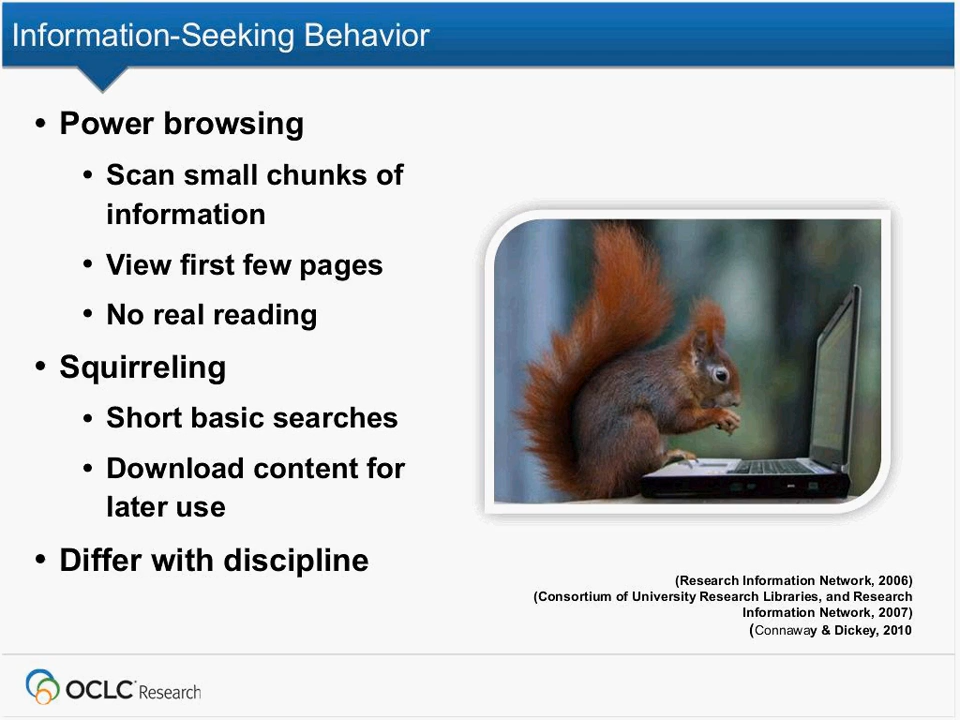 Information-Seeking Behavior
• Power browsing
• Scan small chunks of
information
• View first few pages
• No real reading
• Squirreling
• Short basic searches
• Download content for
later use
• Differ with discipline
(Research Information Network, 2006)
(Consortium of University Research Libraries, and Research
Information Network, 2007)
(Connaway & Dickey, 2010
OCLC Research